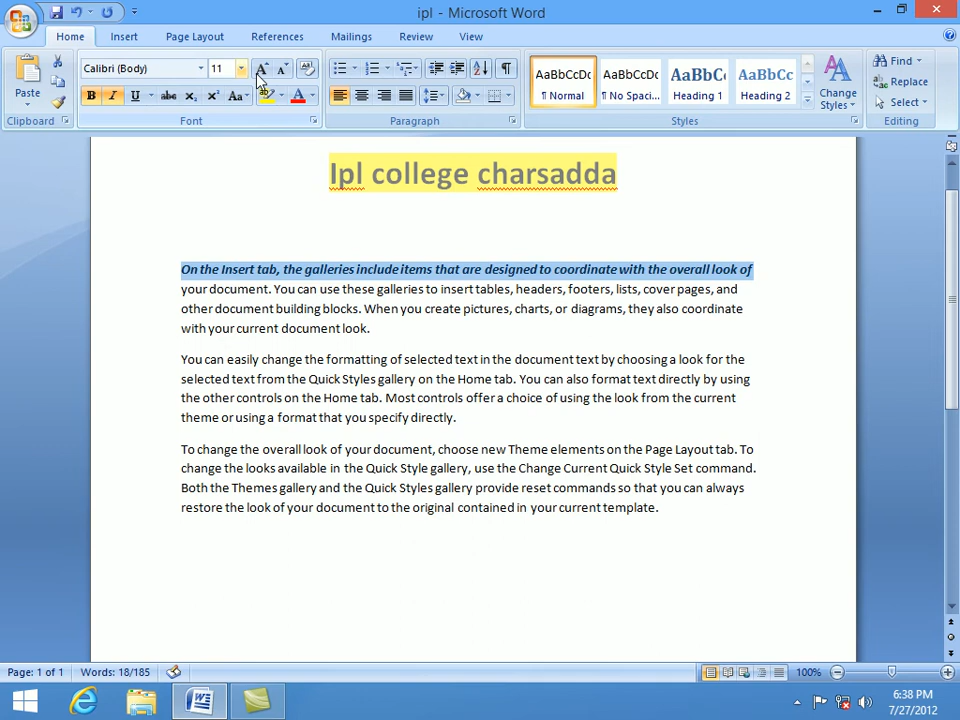 ipl - Microsoft Word
Home Insert Page Layout References Mailings Review View
Calibri (Body) 11
Paste
B I U abc x₂ x² Aa
Clipboard Font Paragraph Styles Editing
AaBbCcDc AaBbCcDc AaBbCc AaBbCc
¶ Normal ¶ No Spaci... Heading 1 Heading 2
Change Styles
Find
Replace
Select
Ipl college charsadda
On the Insert tab, the galleries include items that are designed to coordinate with the overall look of
your document. You can use these galleries to insert tables, headers, footers, lists, cover pages, and
other document building blocks. When you create pictures, charts, or diagrams, they also coordinate
with your current document look.
You can easily change the formatting of selected text in the document text by choosing a look for the
selected text from the Quick Styles gallery on the Home tab. You can also format text directly by using
the other controls on the Home tab. Most controls offer a choice of using the look from the current
theme or using a format that you specify directly.
To change the overall look of your document, choose new Theme elements on the Page Layout tab. To
change the looks available in the Quick Style gallery, use the Change Current Quick Style Set command.
Both the Themes gallery and the Quick Styles gallery provide reset commands so that you can always
restore the look of your document to the original contained in your current template.
Page: 1 of 1 Words: 18/185 100%
6:38 PM
7/27/2012